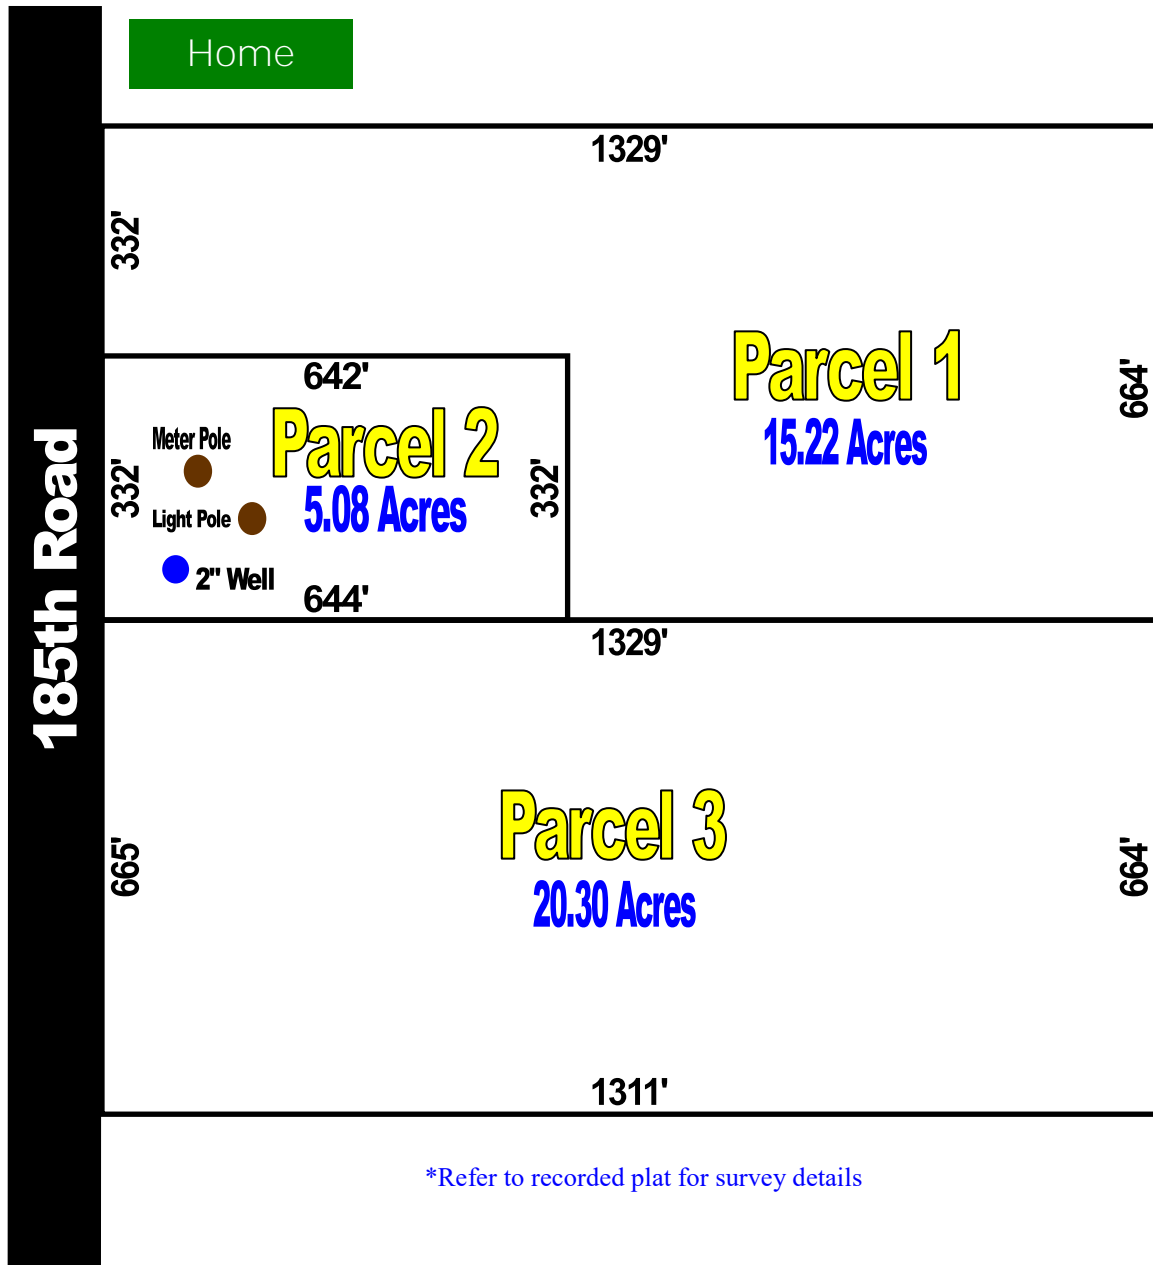 Home
1329'
332'
Parcel 1
15.22 Acres
664'
642'
Parcel 2
5.08 Acres
Meter Pole
332'
Light Pole
332'
2" Well
644'
185th Road
1329'
Parcel 3
20.30 Acres
665'
664'
1311'
*Refer to recorded plat for survey details